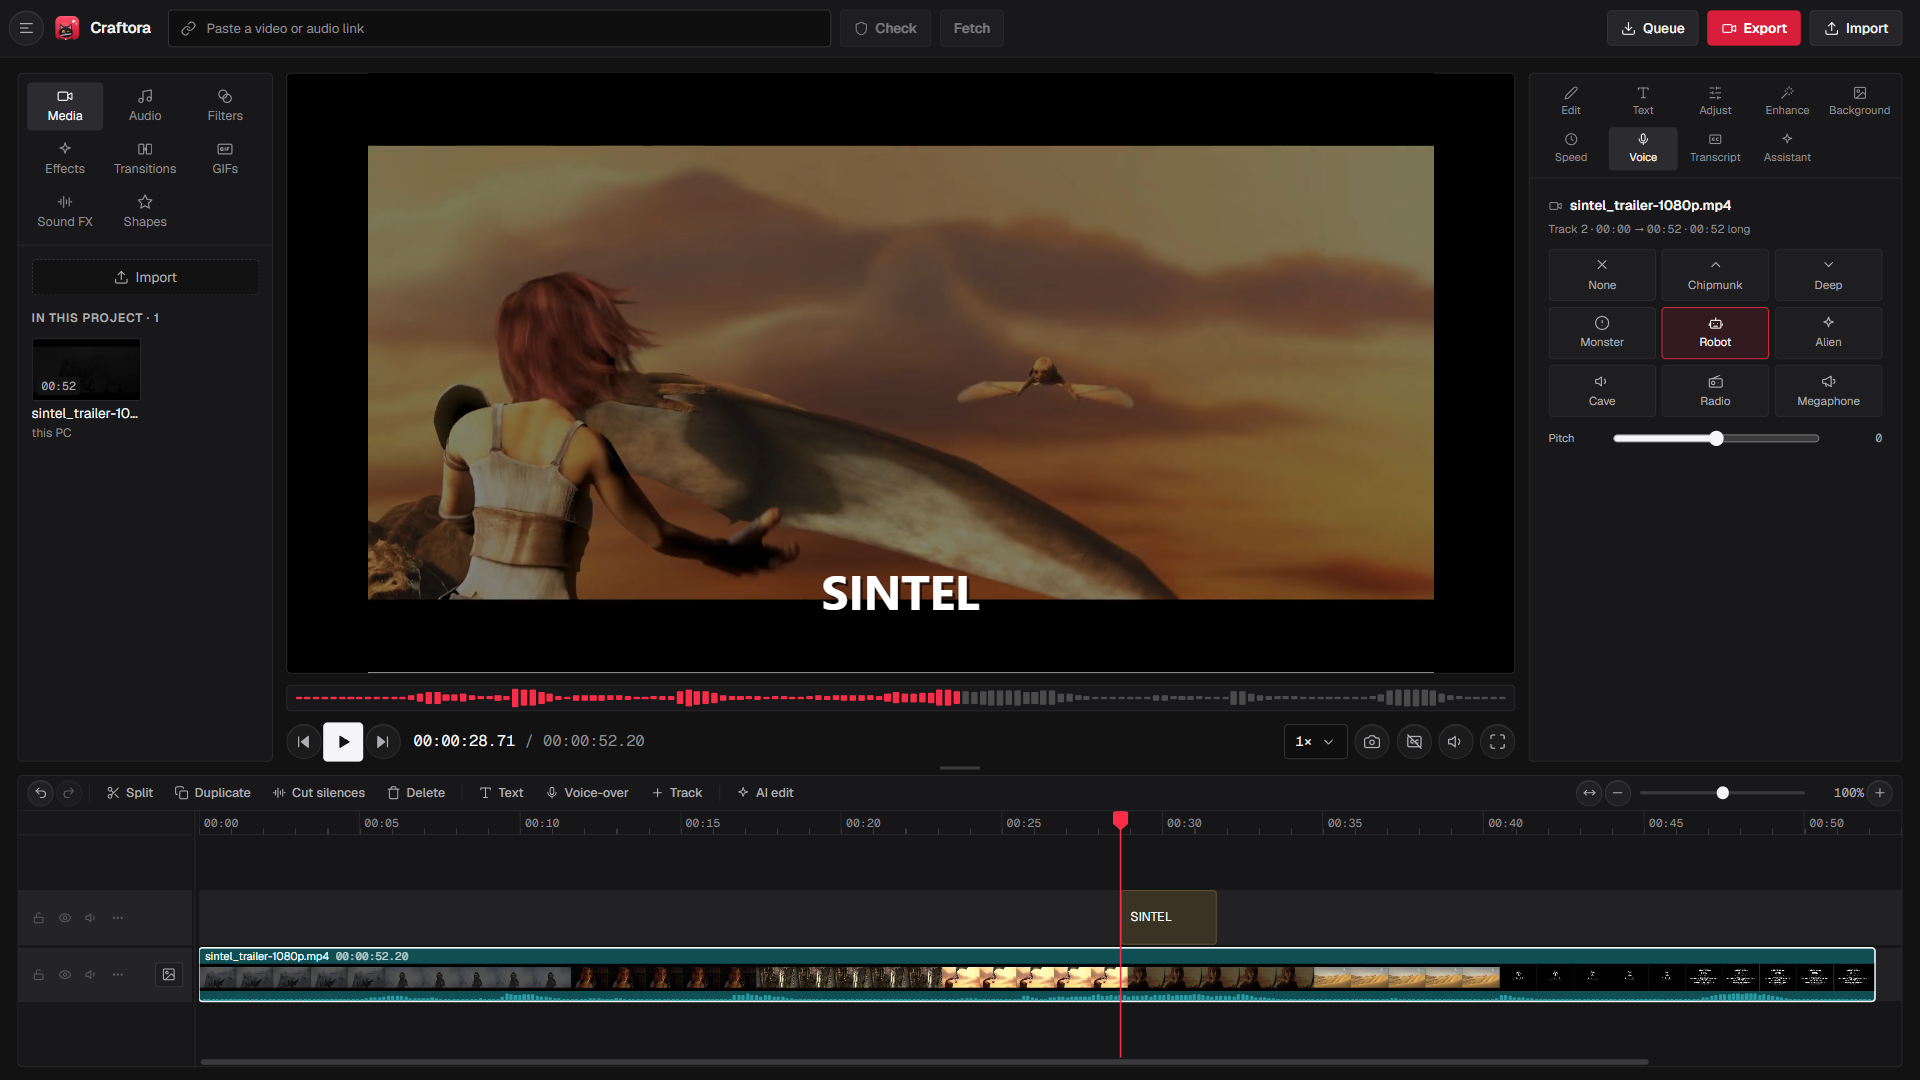 Craftora
Paste a video or audio link
Check
Fetch
Queue
Export
Import
Media
Audio
Filters
Effects
Transitions
GIFs
Sound FX
Shapes
Import
IN THIS PROJECT · 1
00:52
sintel_trailer-10...
this PC
SINTEL
00:00:28.71 / 00:00:52.20
1×
Edit
Text
Adjust
Enhance
Background
Speed
Voice
Transcript
Assistant
sintel_trailer-1080p.mp4
Track 2 · 00:00 → 00:52 · 00:52 long
None
Chipmunk
Deep
Monster
Robot
Alien
Cave
Radio
Megaphone
Pitch
0
Split
Duplicate
Cut silences
Delete
Text
Voice-over
Track
AI edit
100%
00:00
00:05
00:10
00:15
00:20
00:25
00:30
00:35
00:40
00:45
00:50
SINTEL
sintel_trailer-1080p.mp4 00:00:52.20